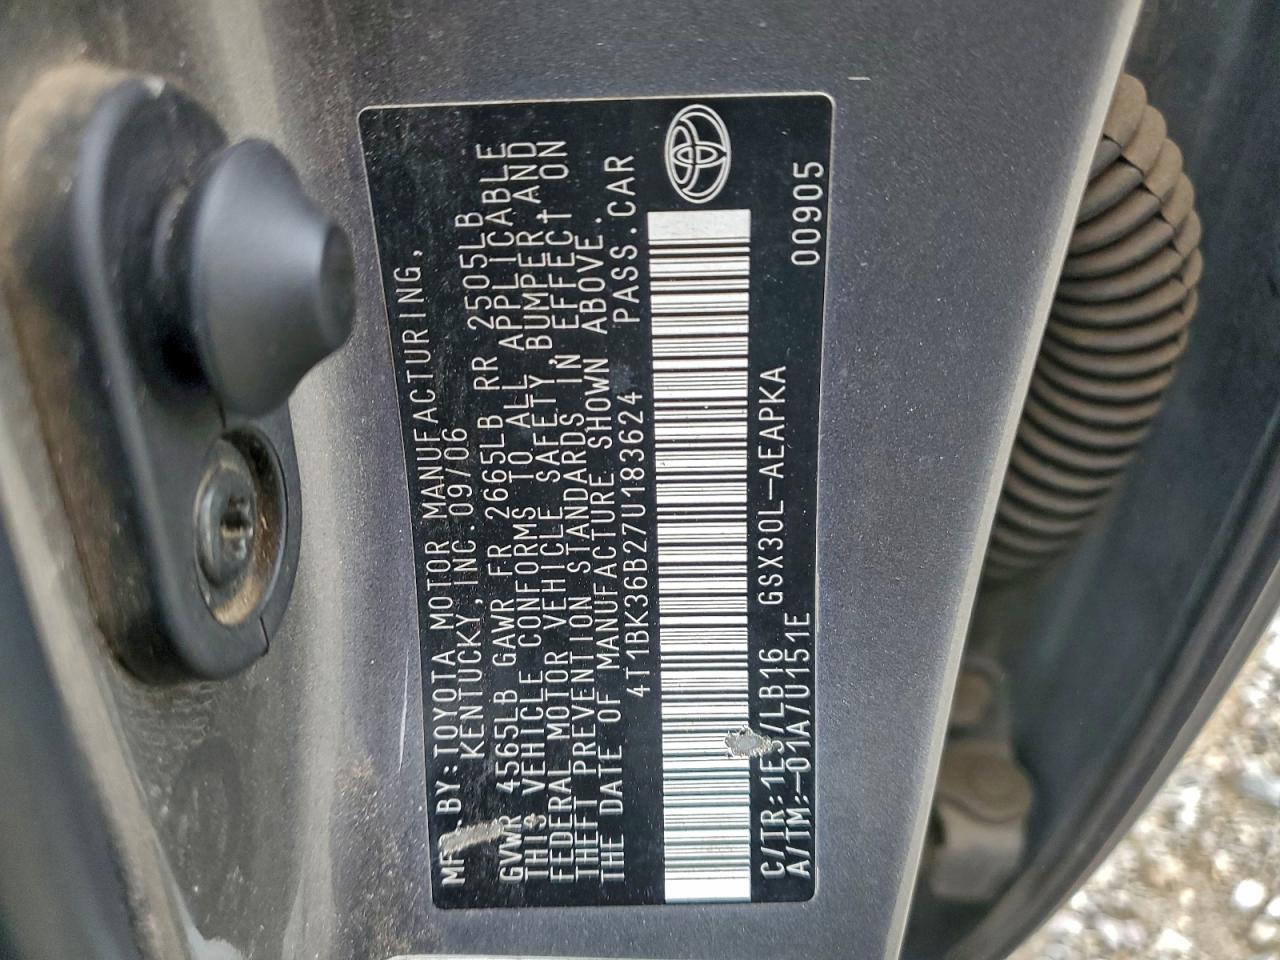 MF BY:TOYOTA MOTOR MANUFACTURING,
KENTUCKY,INC.09/06
GVWR 4565LB GAWR FR 2665LB RR 2505LB
THIS VEHICLE CONFORMS TO ALL APPLICABLE
FEDERAL MOTOR VEHICLE SAFETY,BUMPER,AND
THEFT PREVENTION STANDARDS IN EFFECT ON
THE DATE OF MANUFACTURE SHOWN ABOVE.
4T1BK36B27U183624 PASS.CAR
C/TR:1E3/LB16 GSX30L-AEAPKA
A/TM:-01A/U151E 00905